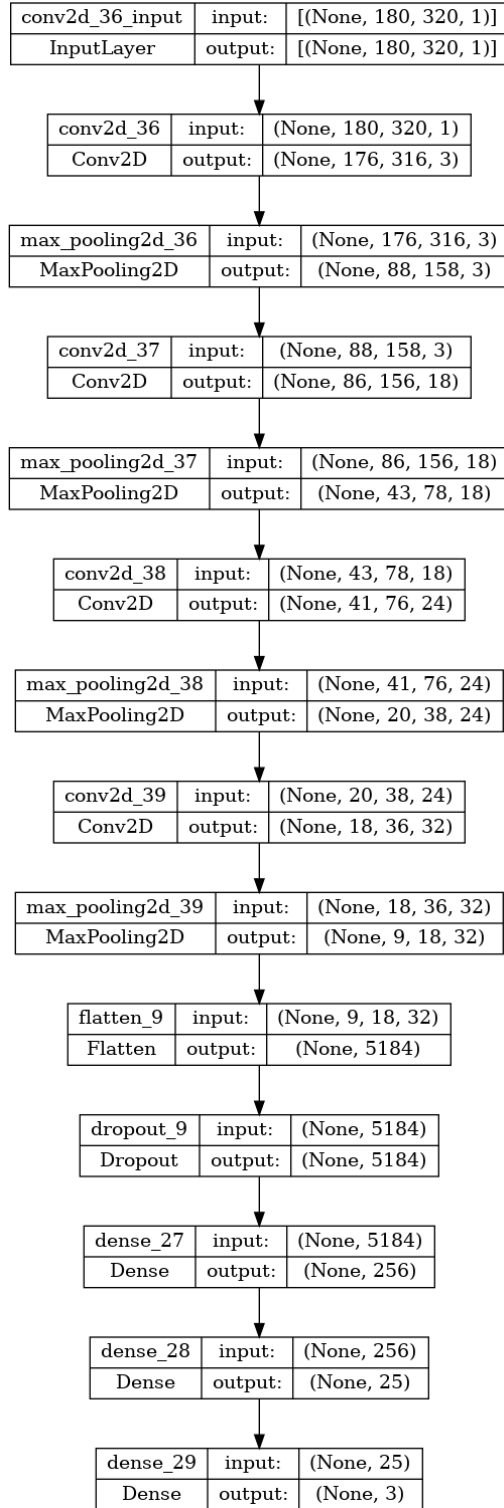 conv2d_36_input input: [(None, 180, 320, 1)]
InputLayer output: [(None, 180, 320, 1)]
conv2d_36 input: (None, 180, 320, 1)
Conv2D output: (None, 176, 316, 3)
max_pooling2d_36 input: (None, 176, 316, 3)
MaxPooling2D output: (None, 88, 158, 3)
conv2d_37 input: (None, 88, 158, 3)
Conv2D output: (None, 86, 156, 18)
max_pooling2d_37 input: (None, 86, 156, 18)
MaxPooling2D output: (None, 43, 78, 18)
conv2d_38 input: (None, 43, 78, 18)
Conv2D output: (None, 41, 76, 24)
max_pooling2d_38 input: (None, 41, 76, 24)
MaxPooling2D output: (None, 20, 38, 24)
conv2d_39 input: (None, 20, 38, 24)
Conv2D output: (None, 18, 36, 32)
max_pooling2d_39 input: (None, 18, 36, 32)
MaxPooling2D output: (None, 9, 18, 32)
flatten_9 input: (None, 9, 18, 32)
Flatten output: (None, 5184)
dropout_9 input: (None, 5184)
Dropout output: (None, 5184)
dense_27 input: (None, 5184)
Dense output: (None, 256)
dense_28 input: (None, 256)
Dense output: (None, 25)
dense_29 input: (None, 25)
Dense output: (None, 3)